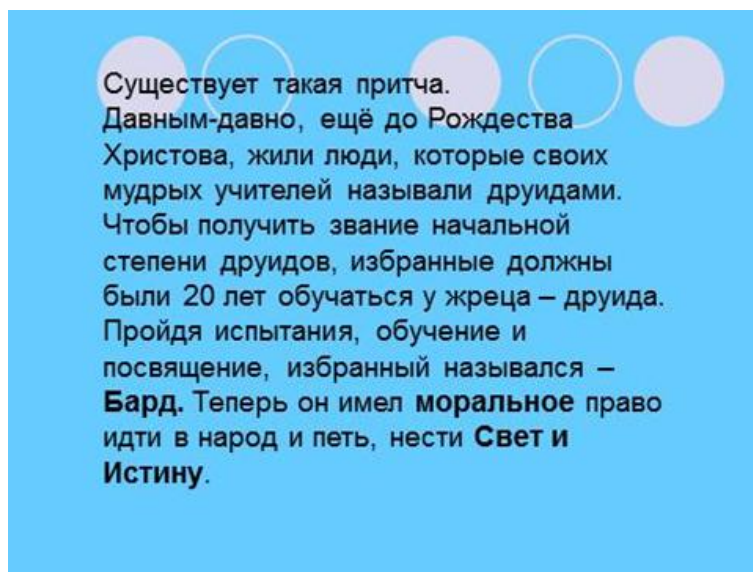 Существует такая притча.
Давным-давно, ещё до Рождества
Христова, жили люди, которые своих
мудрых учителей называли друидами.
Чтобы получить звание начальной
степени друидов, избранные должны
были 20 лет обучаться у жреца – друида.
Пройдя испытания, обучение и
посвящение, избранный назывался –
Бард. Теперь он имел моральное право
идти в народ и петь, нести Свет и
Истину.